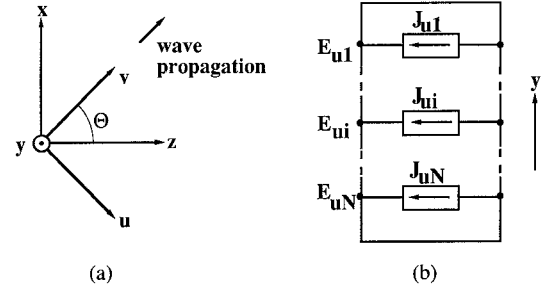 x
wave
propagation
v
Θ
y
z
u
(a)
J_u1
E_u1
J_ui
E_ui
J_uN
E_uN
y
(b)